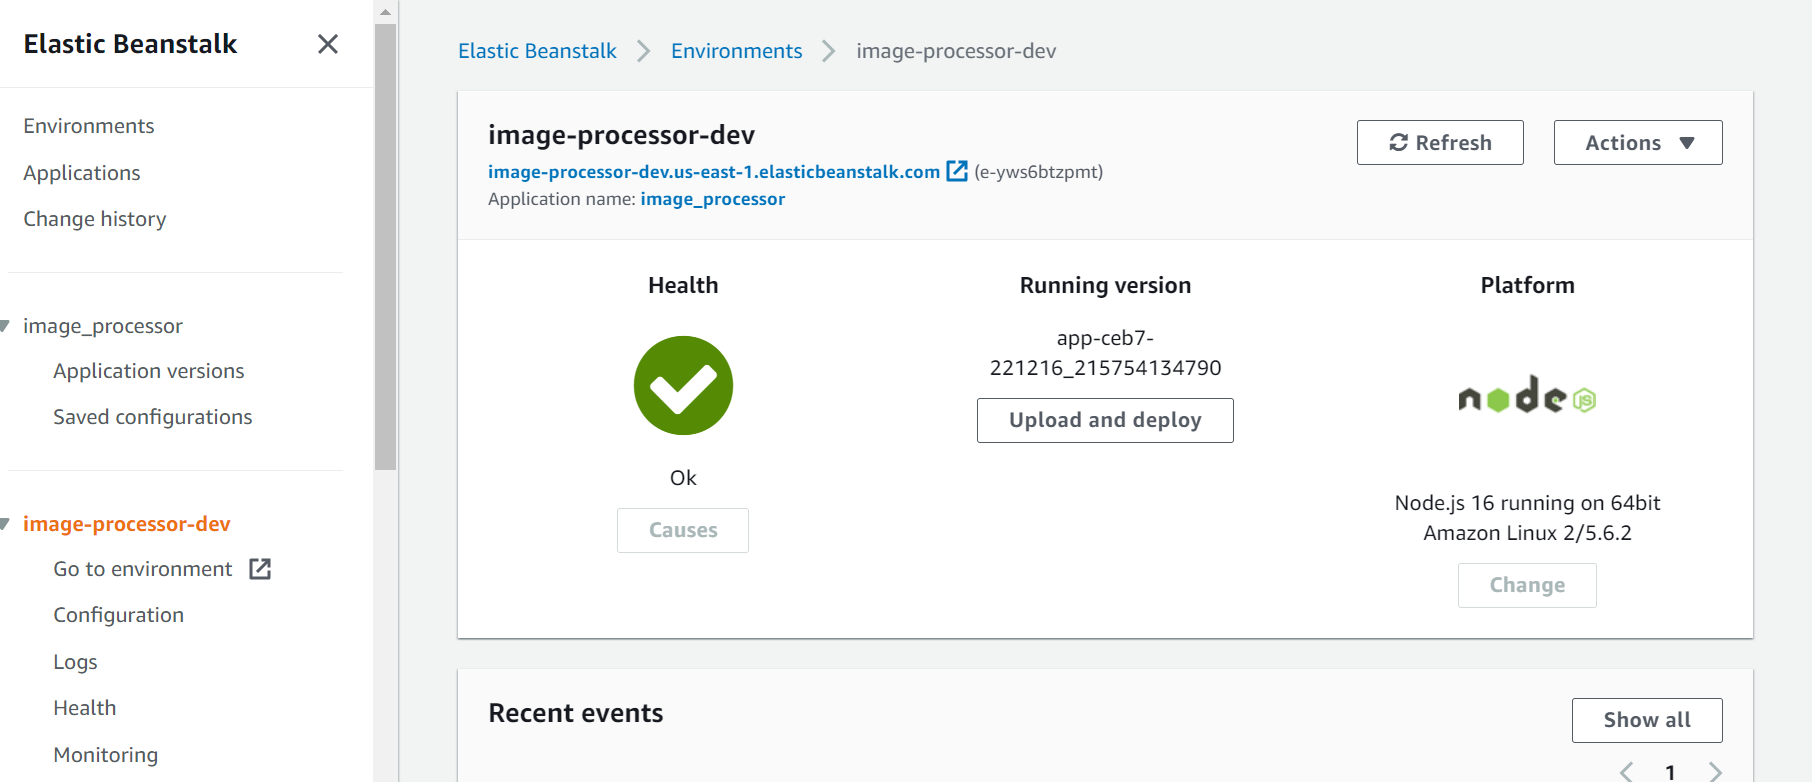 Elastic Beanstalk
Environments
Applications
Change history
image_processor
Application versions
Saved configurations
image-processor-dev
Go to environment
Configuration
Logs
Health
Monitoring
Elastic Beanstalk > Environments > image-processor-dev
image-processor-dev
image-processor-dev.us-east-1.elasticbeanstalk.com (e-yws6btzpmt)
Application name: image_processor
Refresh
Actions
Health
Ok
Causes
Running version
app-ceb7-
221216_215754134790
Upload and deploy
Platform
node JS
Node.js 16 running on 64bit
Amazon Linux 2/5.6.2
Change
Recent events
Show all
< 1 >